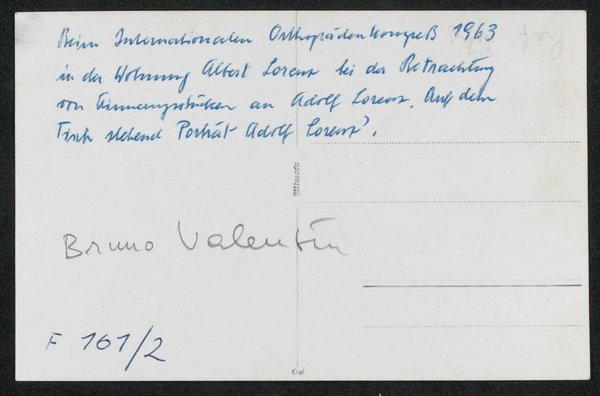 Beim Internationalen Orthopädenkongreß 1963
in der Wohnung Albert Lorenz bei der Betrachtung
von Erinnerungsstücken an Adolf Lorenz. Auf dem
Tisch stehend Porträt Adolf Lorenz'.
Mimosa
Bruno Valentin
F 161/2